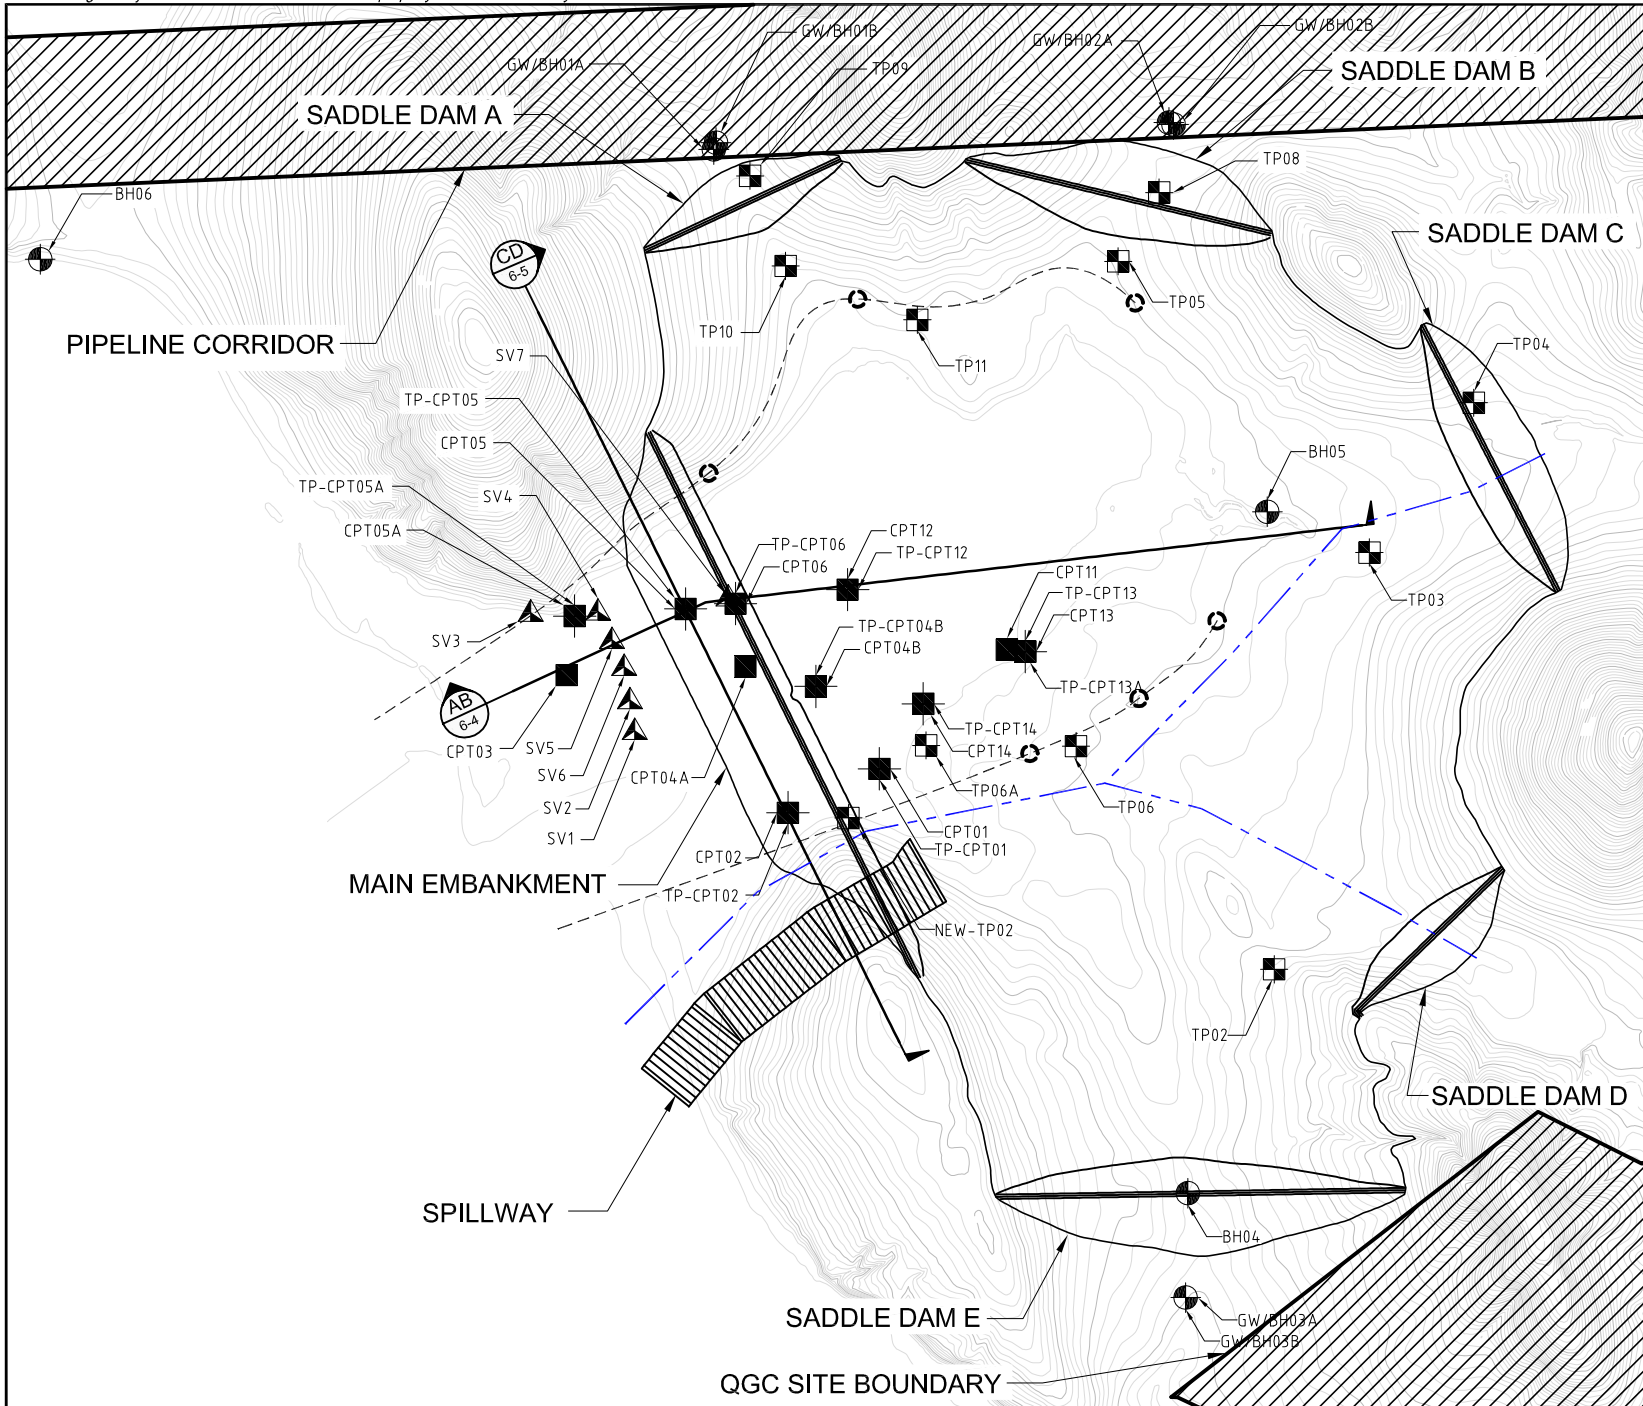 GW/BH01B
GW/BH02A
GW/BH02B
GW/BH01A
TP09
SADDLE DAM B
SADDLE DAM A
TP08
BH06
SADDLE DAM C
CD
6-5
TP05
TP10
PIPELINE CORRIDOR
TP04
SV7
TP11
TP-CPT05
CPT05
BH05
TP-CPT05A
SV4
CPT05A
CPT12
TP-CPT06
TP-CPT12
CPT06
CPT11
TP-CPT13
TP03
CPT13
TP-CPT04B
SV3
CPT04B
TP-CPT13A
AB
6-4
TP-CPT14
CPT03
SV5
CPT14
SV6
CPT04A
TP06A
SV2
TP06
SV1
CPT01
TP-CPT01
CPT02
MAIN EMBANKMENT
TP-CPT02
NEW-TP02
TP02
SADDLE DAM D
SPILLWAY
BH04
SADDLE DAM E
GW/BH03A
GW/BH03B
QGC SITE BOUNDARY